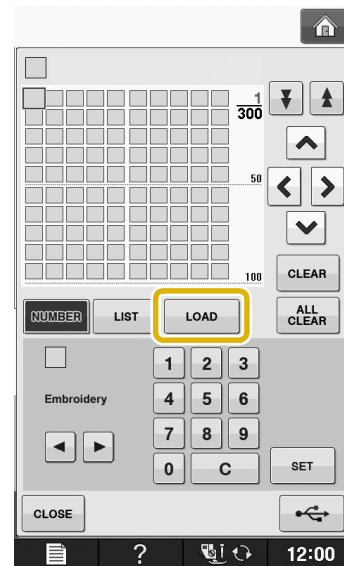 1
300
50
100
CLEAR
NUMBER LIST LOAD ALL CLEAR
Embroidery
1 2 3
4 5 6
7 8 9
0 C SET
CLOSE
? 12:00